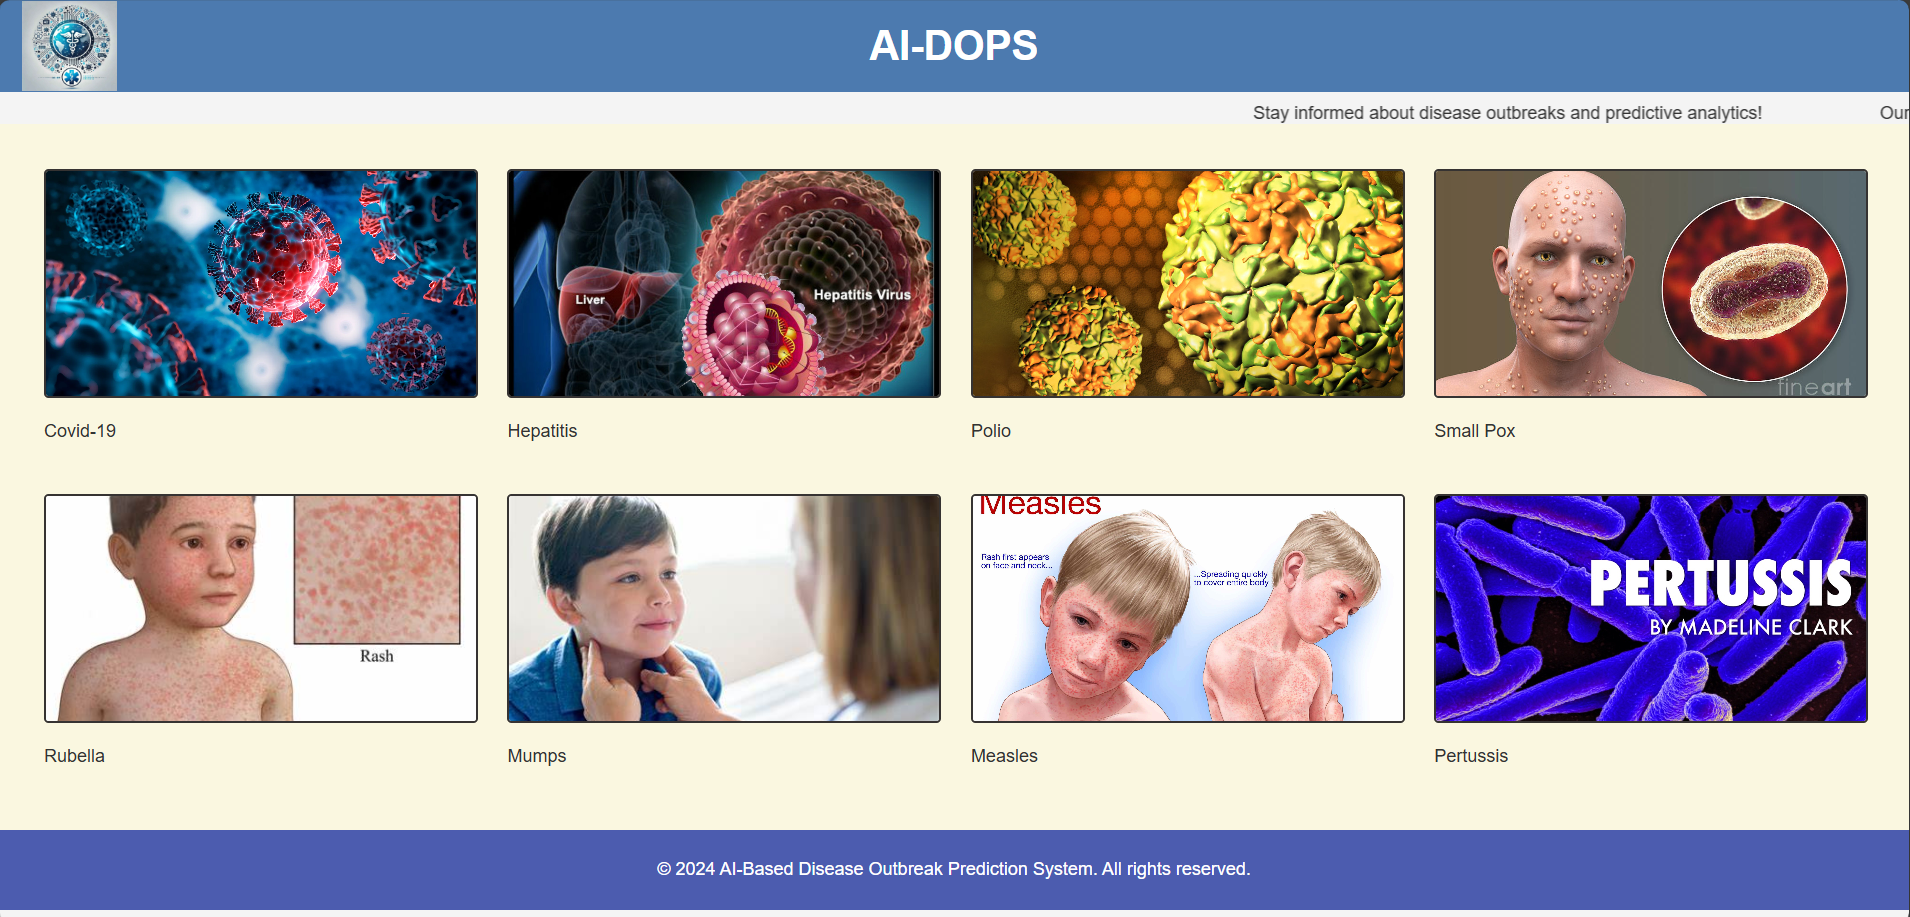 AI-DOPS
Stay informed about disease outbreaks and predictive analytics! Our
Liver
Hepatitis Virus
fineart
Covid-19
Hepatitis
Polio
Small Pox
Rash
Measles
Rash first appears
on face and neck...
...Spreading quickly
to cover entire body
PERTUSSIS
BY MADELINE CLARK
Rubella
Mumps
Measles
Pertussis
© 2024 AI-Based Disease Outbreak Prediction System. All rights reserved.